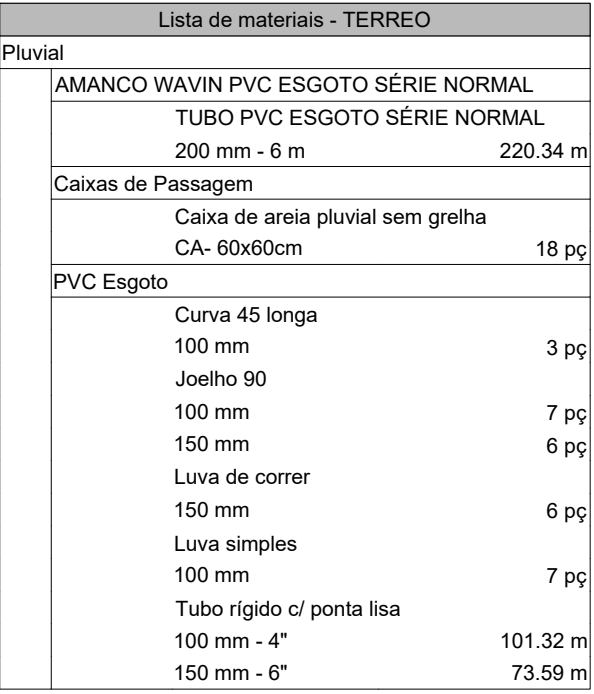 Lista de materiais - TERREO
Pluvial
AMANCO WAVIN PVC ESGOTO SÉRIE NORMAL
TUBO PVC ESGOTO SÉRIE NORMAL
200 mm - 6 m 220.34 m
Caixas de Passagem
Caixa de areia pluvial sem grelha
CA- 60x60cm 18 pç
PVC Esgoto
Curva 45 longa
100 mm 3 pç
Joelho 90
100 mm 7 pç
150 mm 6 pç
Luva de correr
150 mm 6 pç
Luva simples
100 mm 7 pç
Tubo rígido c/ ponta lisa
100 mm - 4" 101.32 m
150 mm - 6" 73.59 m